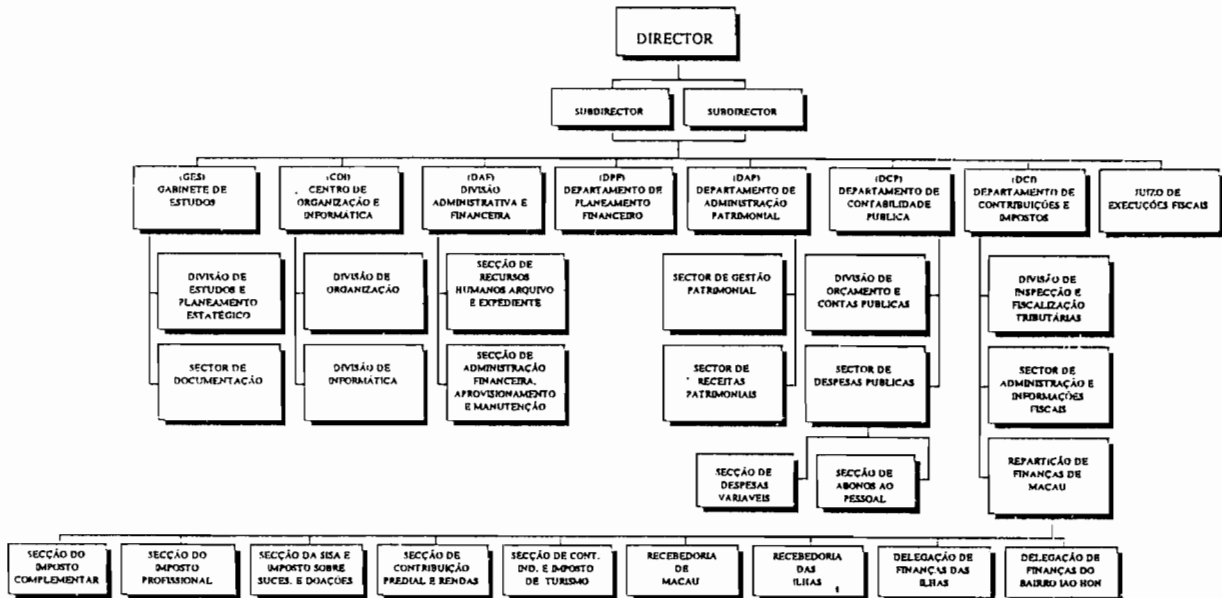 DIRECTOR
SUBDIRECTOR
SUBDIRECTOR
(GES)
GABINETE DE
ESTUDOS
(COI)
CENTRO DE
ORGANIZAÇÃO E
INFORMÁTICA
(DAF)
DIVISÃO
ADMINISTRATIVA E
FINANCEIRA
(DPF)
DEPARTAMENTO DE
PLANEAMENTO
FINANCEIRO
(DAP)
DEPARTAMENTO DE
ADMINISTRAÇÃO
PATRIMONIAL
(DCP)
DEPARTAMENTO DE
CONTABILIDADE
PUBLICA
(DCI)
DEPARTAMENTO DE
CONTRIBUIÇÕES E
IMPOSTOS
JUIZO DE
EXECUÇÕES FISCAIS
DIVISÃO DE
ESTUDOS E
PLANEAMENTO
ESTATÉGICO
DIVISÃO DE
ORGANIZAÇÃO
SECÇÃO DE
RECURSOS
HUMANOS ARQUIVO
E EXPEDIENTE
SECTOR DE GESTÃO
PATRIMONIAL
DIVISÃO DE
ORÇAMENTO E
CONTAS PUBLICAS
DIVISÃO DE
INSPECÇÃO E
FISCALIZAÇÃO
TRIBUTÁRIAS
SECTOR DE
DOCUMENTAÇÃO
DIVISÃO DE
INFORMÁTICA
SECÇÃO DE
ADMINISTRAÇÃO
FINANCEIRA,
APROVISIONAMENTO
E MANUTENÇÃO
SECTOR DE
RECEITAS
PATRIMONIAIS
SECTOR DE
DESPESAS PUBLICAS
SECTOR DE
ADMINISTRAÇÃO E
INFORMAÇÕES
FISCAIS
SECÇÃO DE
DESPESAS
VARIAVEIS
SECÇÃO DE
ABONOS AO
PESSOAL
REPARTIÇÃO DE
FINANÇAS DE
MACAU
SECÇÃO DO
IMPOSTO
COMPLEMENTAR
SECÇÃO DO
IMPOSTO
PROFISSIONAL
SECÇÃO DA SISA E
IMPOSTO SOBRE
SUCES. E DOAÇÕES
SECÇÃO DE
CONTRIBUIÇÃO
PREDIAL E RENDAS
SECÇÃO DE CONT.
IND. E IMPOSTO
DE TURISMO
RECEBEDORIA
DE
MACAU
RECEBEDORIA
DAS
ILHAS
DELEGAÇÃO DE
FINANÇAS DAS
ILHAS
DELEGAÇÃO DE
FINANÇAS DO
BAIRRO IAO HON